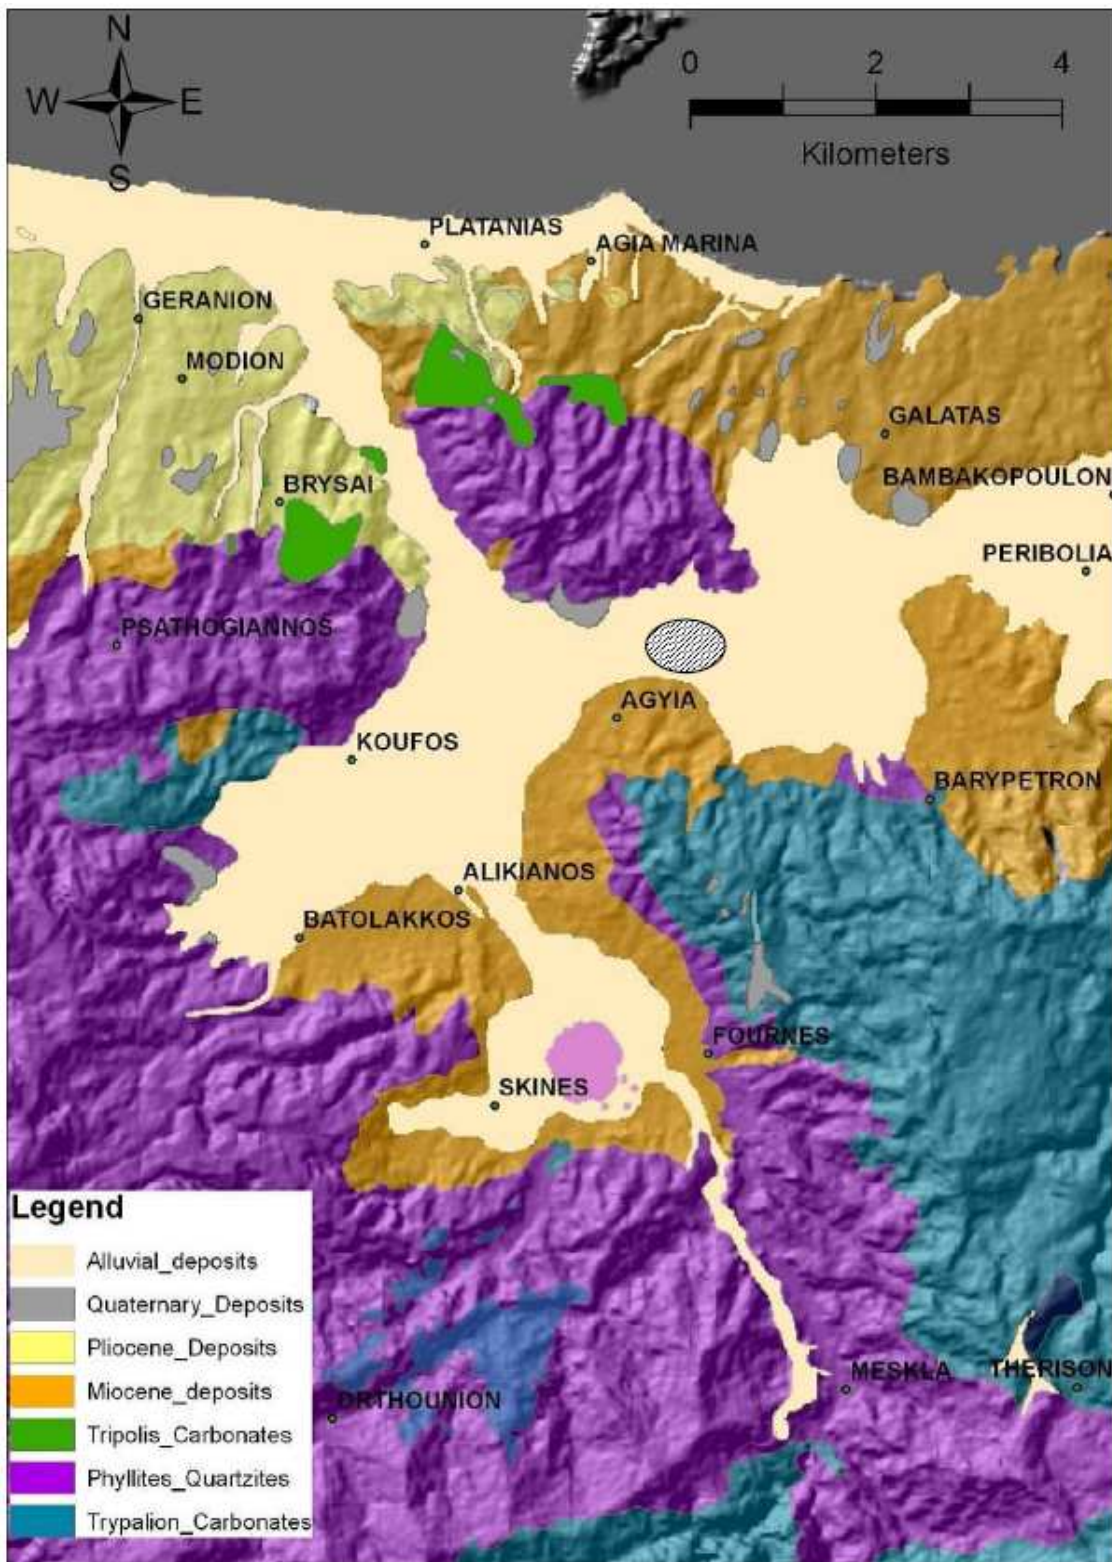 N
W E
S
0 2 4
Kilometers
PLATANIAS
AGIA MARINA
GERANION
MODION
GALATAS
BAMBAKOPOULON
BRYSAI
PERIBOLIA
PSATHOGIANNOS
AGYIA
KOUFOS
BARYPETRON
ALIKIANOS
BATOLAKKOS
FOURNES
SKINES
MESKLA
THERISON
ORTHOUNION
Legend
Alluvial_deposits
Quaternary_Deposits
Pliocene_Deposits
Miocene_deposits
Tripolis_Carbonates
Phyllites_Quartzites
Trypalion_Carbonates